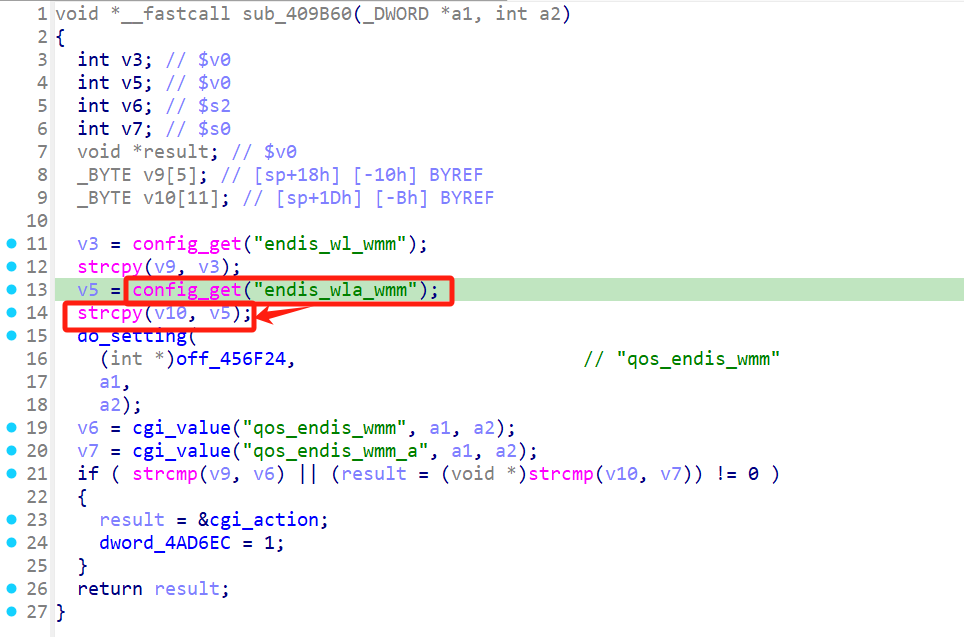 1 void *__fastcall sub_409B60(_DWORD *a1, int a2)
2 {
3   int v3; // $v0
4   int v5; // $v0
5   int v6; // $s2
6   int v7; // $s0
7   void *result; // $v0
8   _BYTE v9[5]; // [sp+18h] [-10h] BYREF
9   _BYTE v10[11]; // [sp+1Dh] [-Bh] BYREF
10
11   v3 = config_get("endis_wl_wmm");
12   strcpy(v9, v3);
13   v5 = config_get("endis_wla_wmm");
14   strcpy(v10, v5);
15   do_setting(
16     (int *)off_456F24,                          // "qos_endis_wmm"
17     a1,
18     a2);
19   v6 = cgi_value("qos_endis_wmm", a1, a2);
20   v7 = cgi_value("qos_endis_wmm_a", a1, a2);
21   if ( strcmp(v9, v6) || (result = (void *)strcmp(v10, v7)) != 0 )
22   {
23     result = &cgi_action;
24     dword_4AD6EC = 1;
25   }
26   return result;
27 }